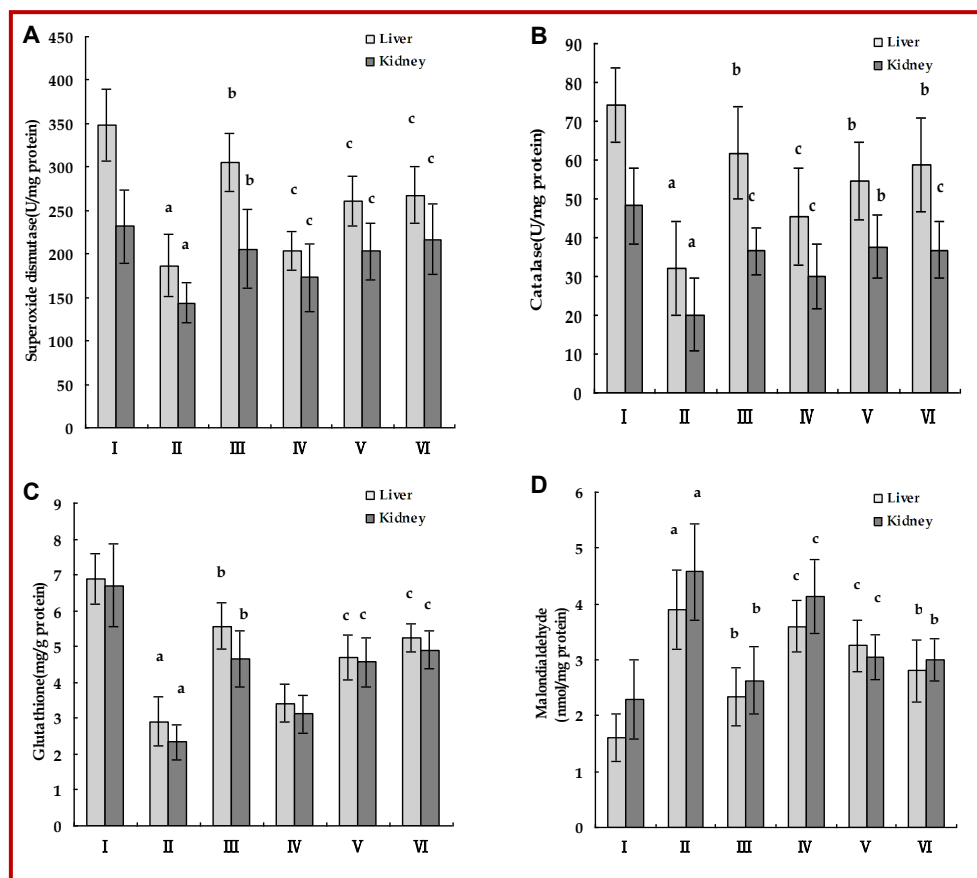 A
Liver
Kidney
Superoxide dismutase(U/mg protein)
450
400
350
300
250
200
150
100
50
0
a
a
b
b
c
c
c
c
c
c
I
II
III
IV
V
VI
B
Liver
Kidney
Catalase(U/mg protein)
90
80
70
60
50
40
30
20
10
0
a
a
b
c
c
c
b
b
b
c
I
II
III
IV
V
VI
C
Liver
Kidney
Glutathione(mg/g protein)
9
8
7
6
5
4
3
2
1
0
a
a
b
b
c
c
c
c
I
II
III
IV
V
VI
D
Liver
Kidney
Malondialdehyde
(nmol/mg protein)
6
5
4
3
2
1
0
a
a
b
b
c
c
c
c
b
b
I
II
III
IV
V
VI